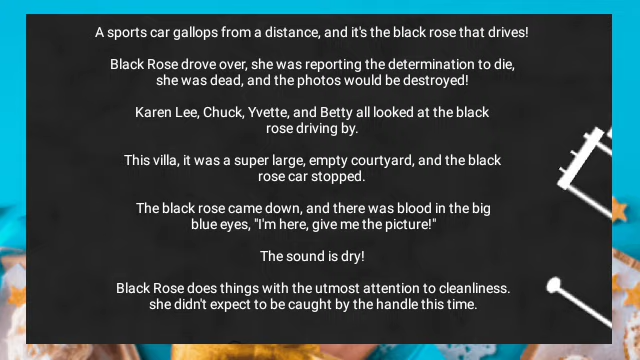 A sports car gallops from a distance, and it's the black rose that drives!
Black Rose drove over, she was reporting the determination to die,
she was dead, and the photos would be destroyed!
Karen Lee, Chuck, Yvette, and Betty all looked at the black
rose driving by.
This villa, it was a super large, empty courtyard, and the black
rose car stopped.
The black rose came down, and there was blood in the big
blue eyes, "I'm here, give me the picture!"
The sound is dry!
Black Rose does things with the utmost attention to cleanliness.
she didn't expect to be caught by the handle this time.